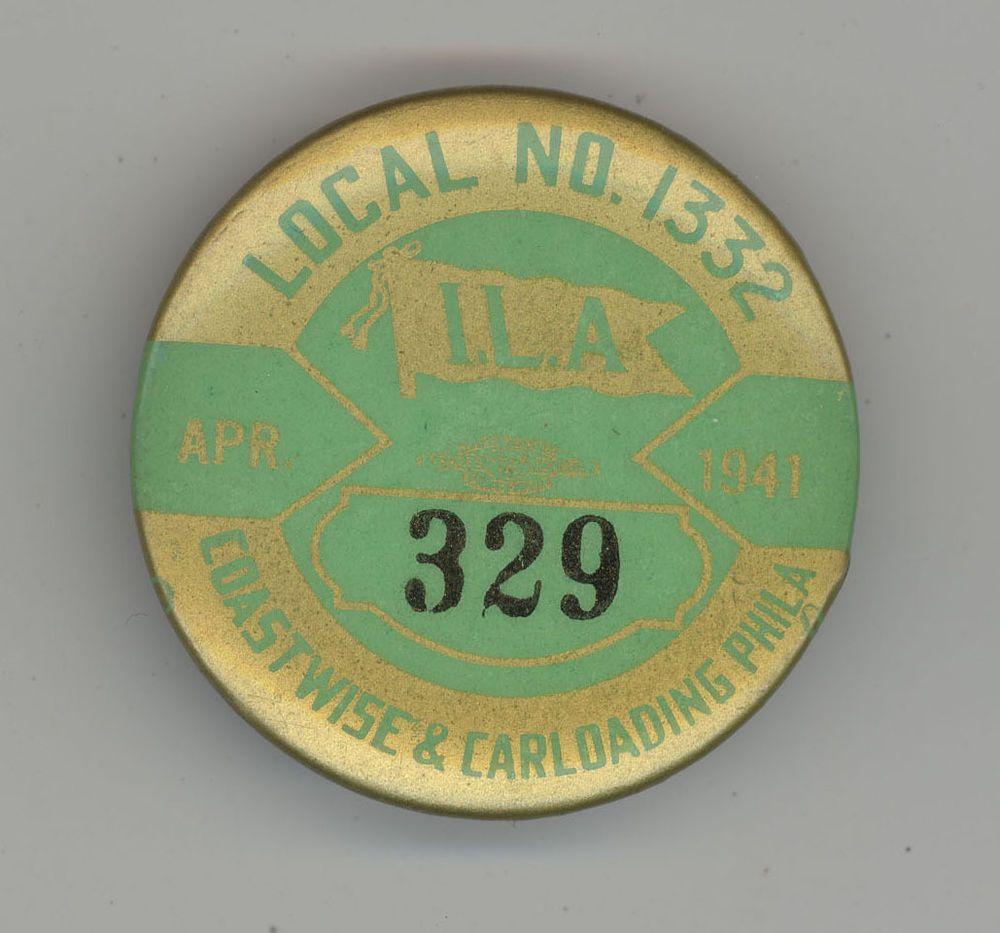 LOCAL NO. 1332
I.L.A
APR.
1941
329
COASTWISE & CARLOADING PHILA